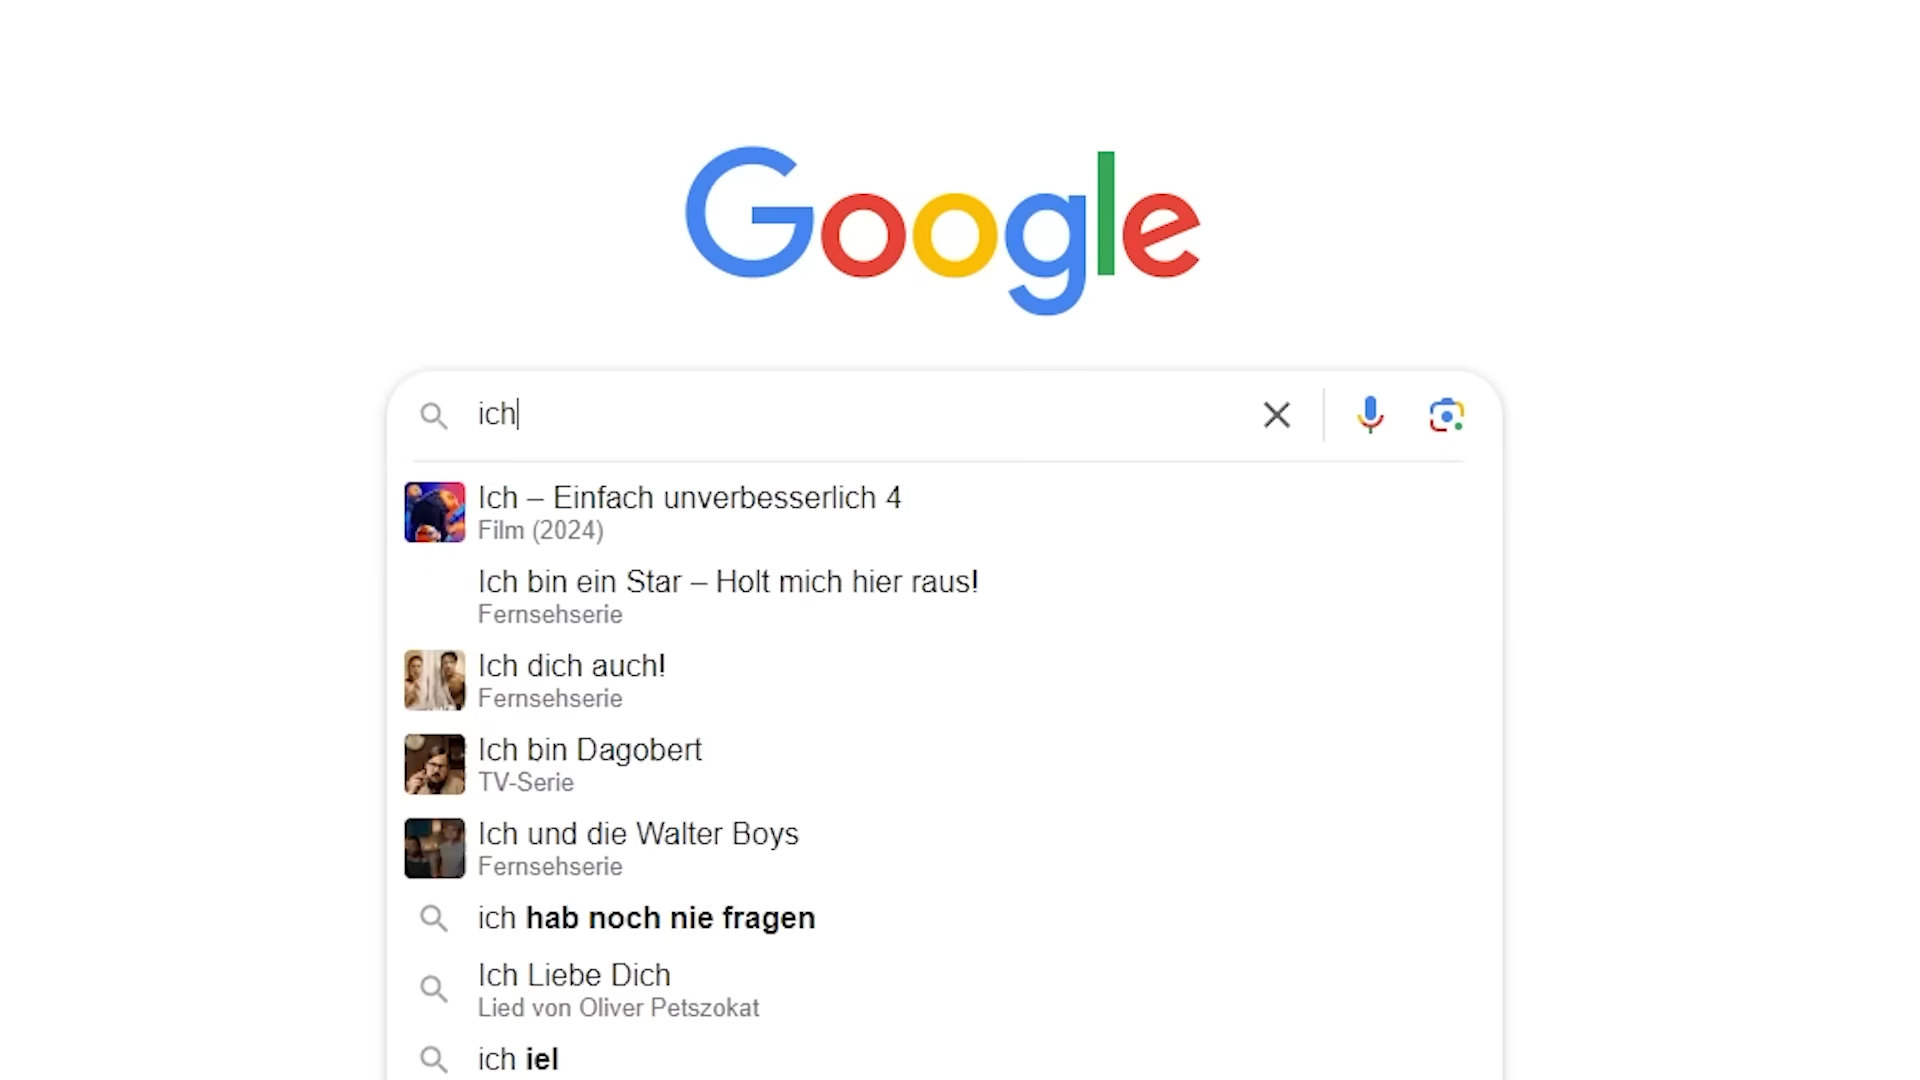 Google
ich
Ich – Einfach unverbesserlich 4
Film (2024)
Ich bin ein Star – Holt mich hier raus!
Fernsehserie
Ich dich auch!
Fernsehserie
Ich bin Dagobert
TV-Serie
Ich und die Walter Boys
Fernsehserie
ich hab noch nie fragen
Ich Liebe Dich
Lied von Oliver Petszokat
ich iel